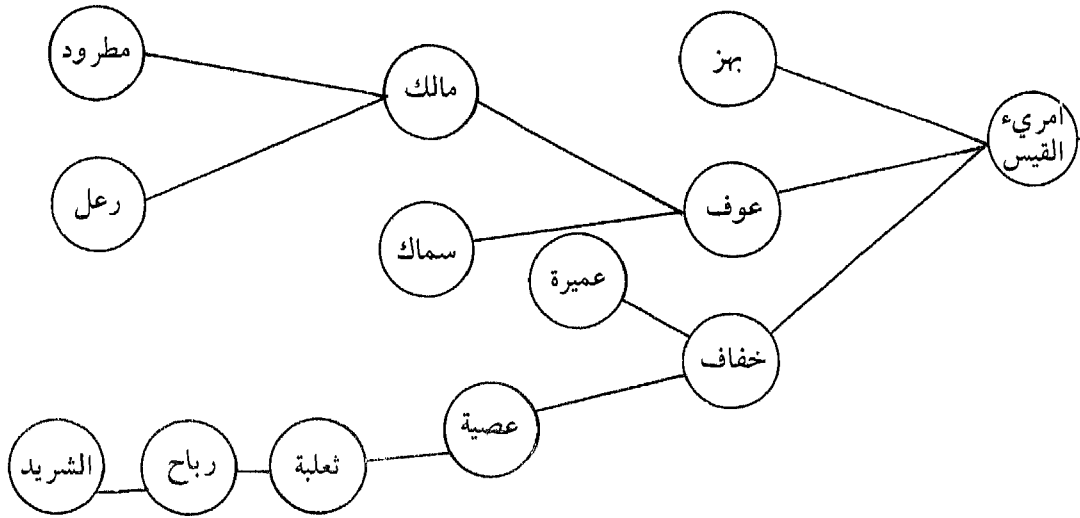 امريء
القيس
بهز
عوف
خفاف
مالك
سماك
عميرة
عصية
مطرود
رعل
ثعلبة
رباح
الشريد